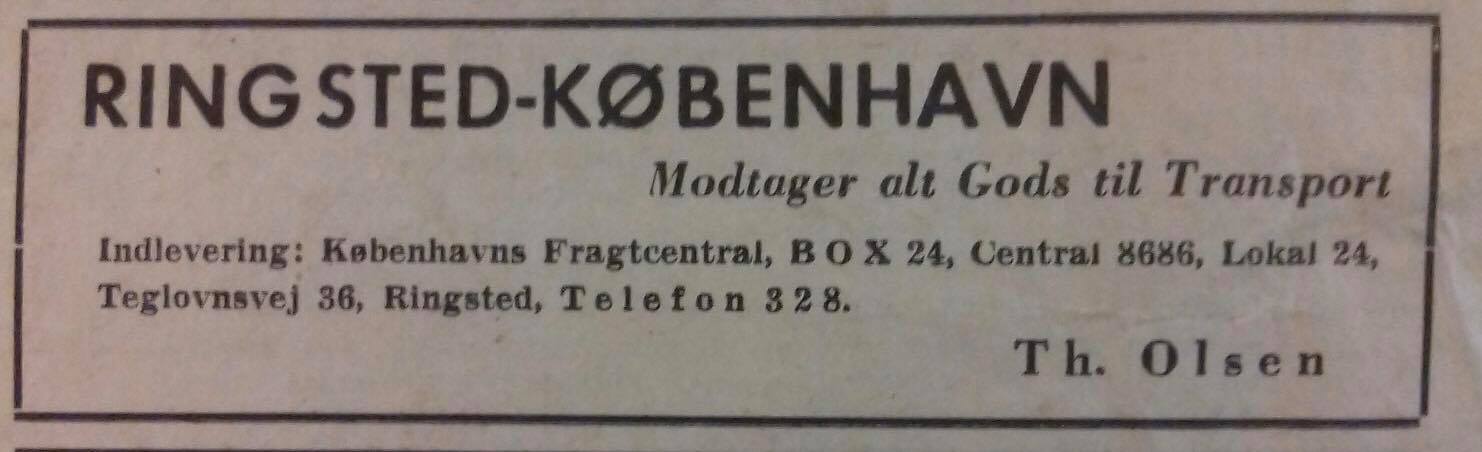 RINGSTED-KØBENHAVN
Modtager alt Gods til Transport
Indlevering: Københavns Fragtcentral, BOX 24, Central 8686, Lokal 24,
Teglovnsvej 36, Ringsted, Telefon 328.
Th. Olsen